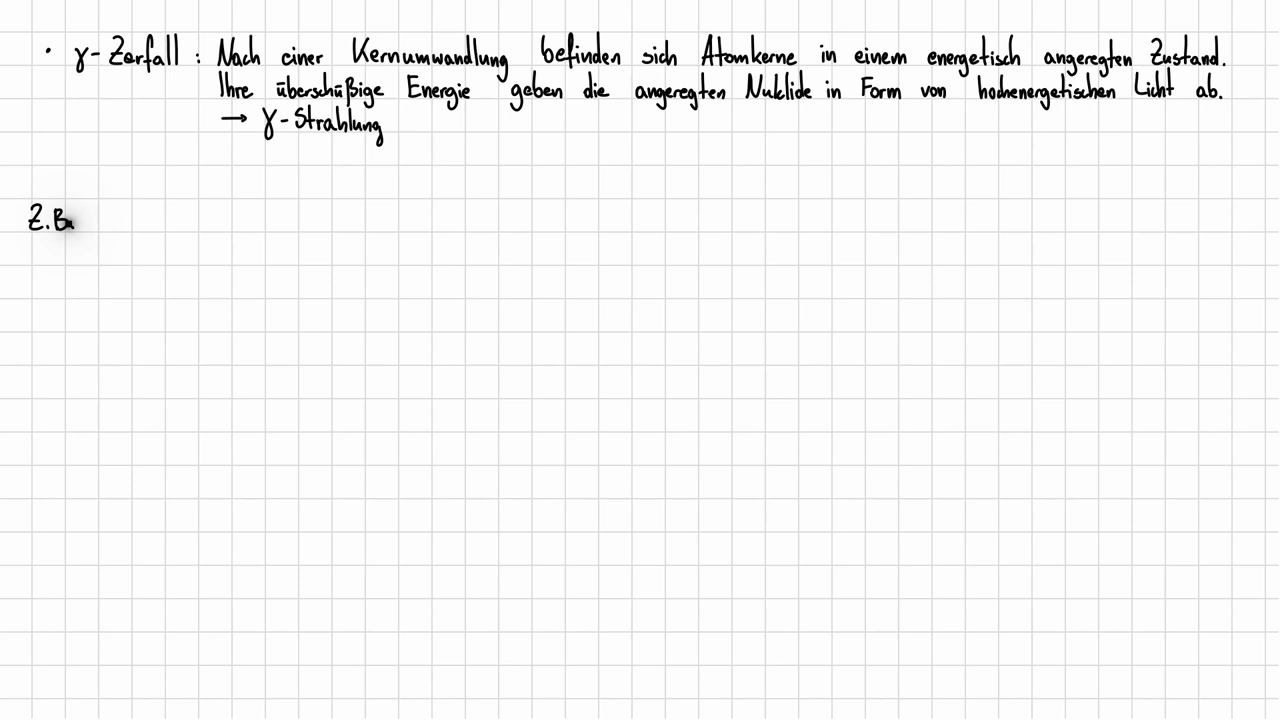 · γ-Zerfall : Nach einer Kernumwandlung befinden sich Atomkerne in einem energetisch angeregten Zustand.
Ihre überschüßige Energie geben die angeregten Nuklide in Form von hochenergetischen Licht ab.
→ γ-Strahlung
Z.B.